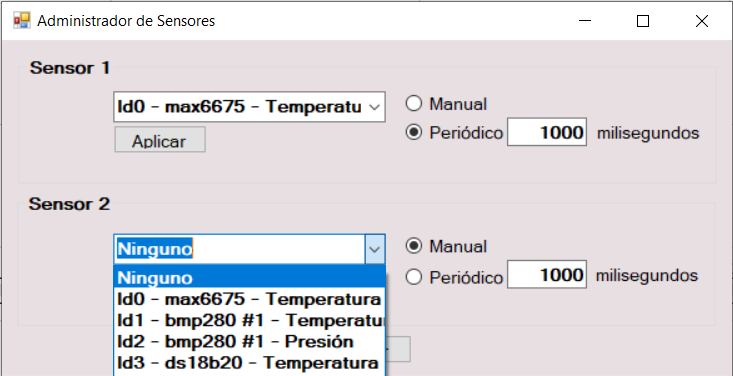 Administrador de Sensores
Sensor 1
Id0 - max6675 - Temperatu
Manual
Periódico 1000 milisegundos
Aplicar
Sensor 2
Ninguno
Manual
Periódico 1000 milisegundos
Ninguno
Id0 - max6675 - Temperatura
Id1 - bmp280 #1 - Temperatu
Id2 - bmp280 #1 - Presión
Id3 - ds18b20 - Temperatura